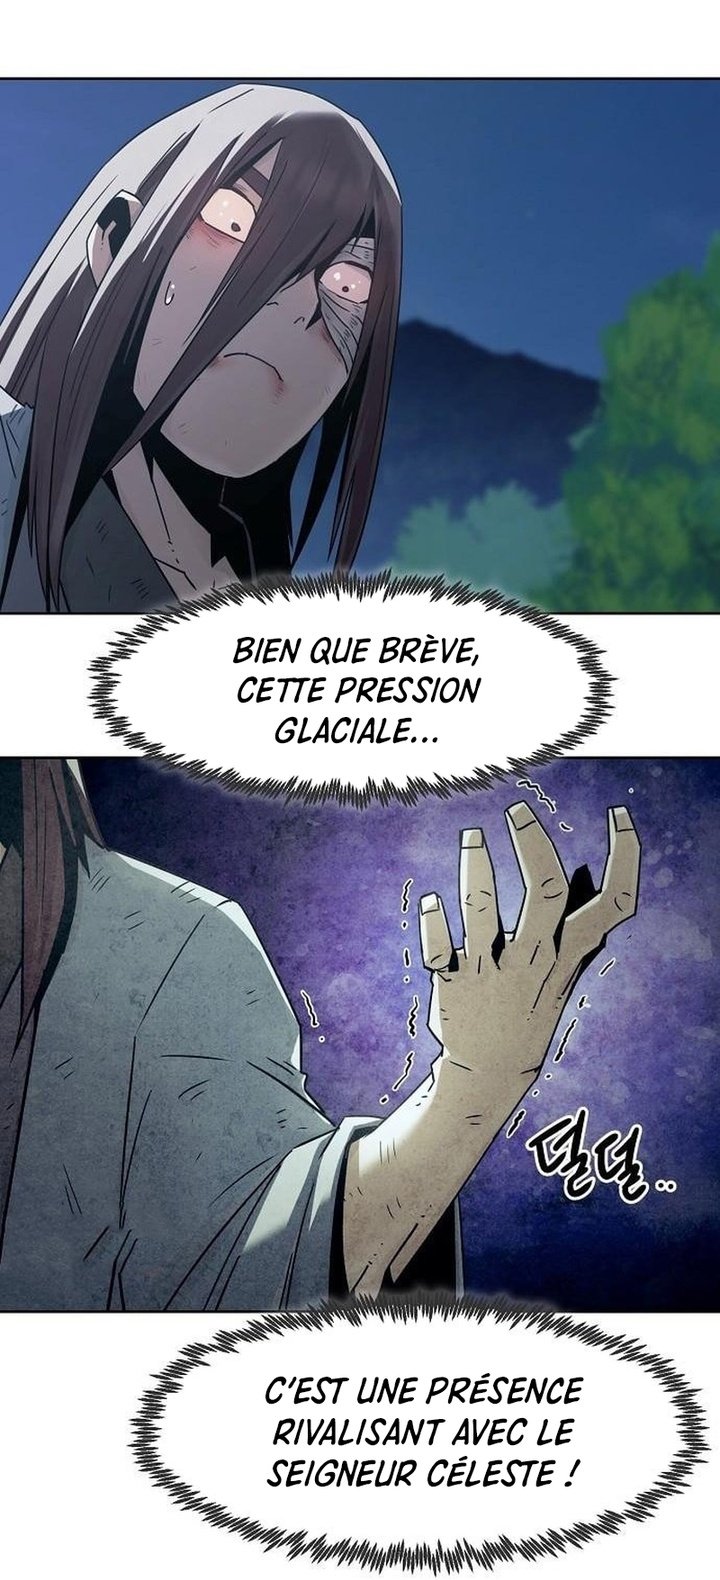 BIEN QUE BRÈVE,
CETTE PRESSION
GLACIALE...
덜덜..
C'EST UNE PRÉSENCE
RIVALISANT AVEC LE
SEIGNEUR CÉLESTE !